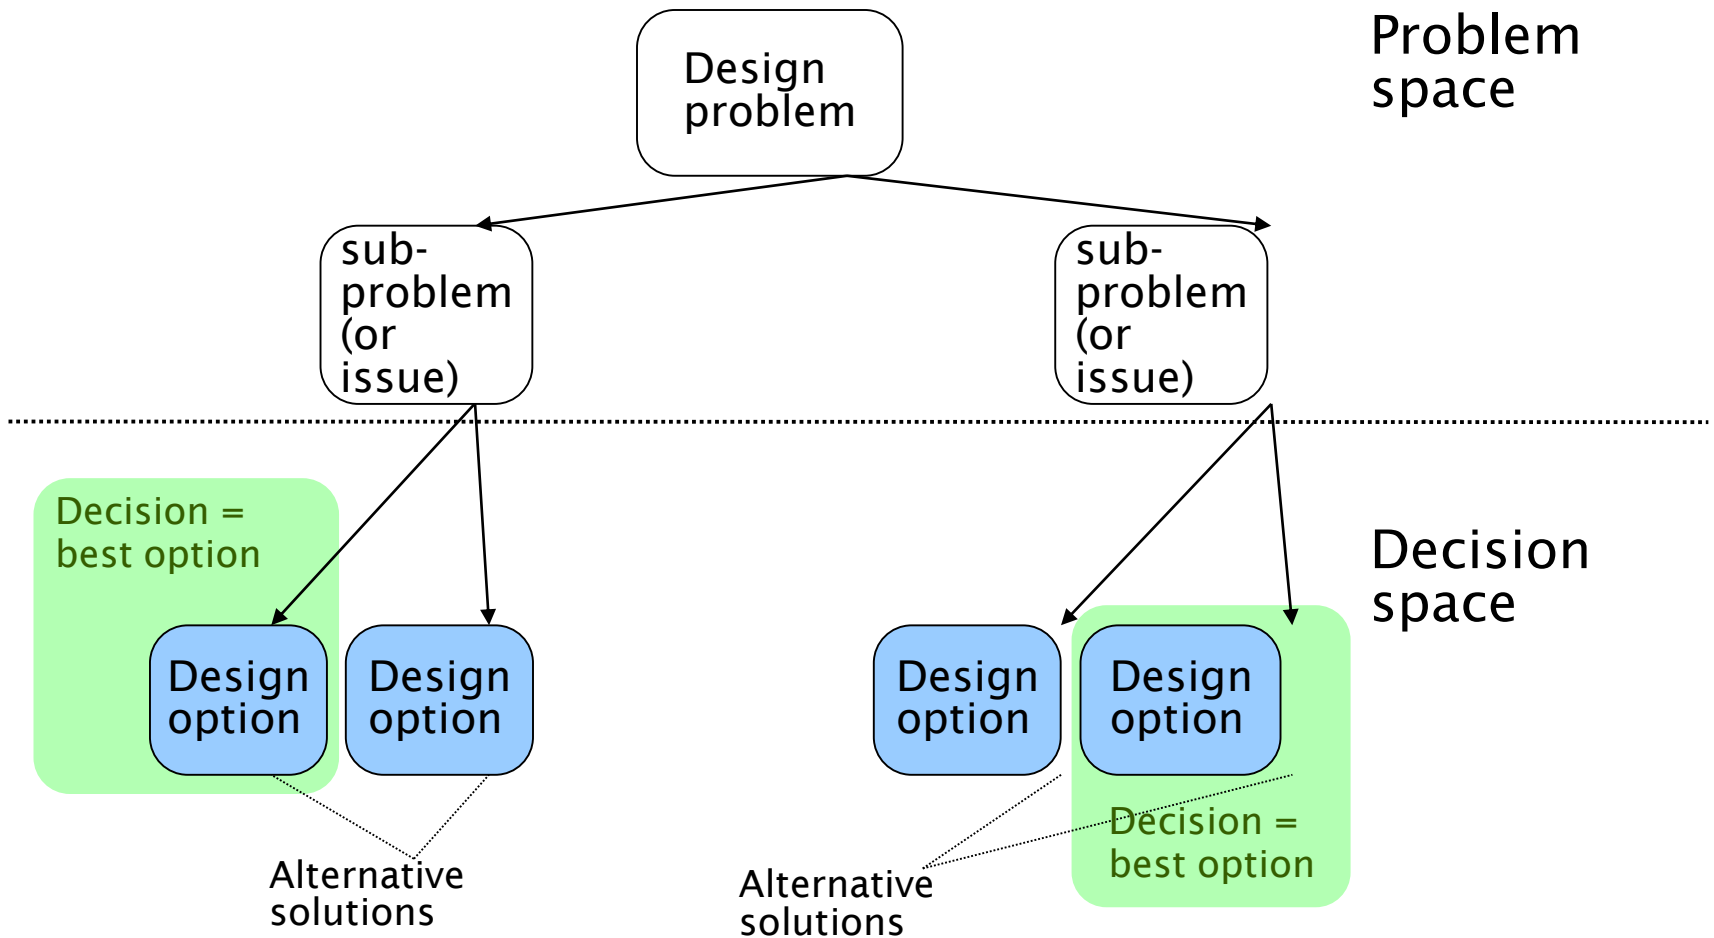 Design
problem
Problem
space
sub-
problem
(or
issue)
sub-
problem
(or
issue)
Decision =
best option
Decision
space
Design
option
Design
option
Design
option
Design
option
Decision =
best option
Alternative
solutions
Alternative
solutions